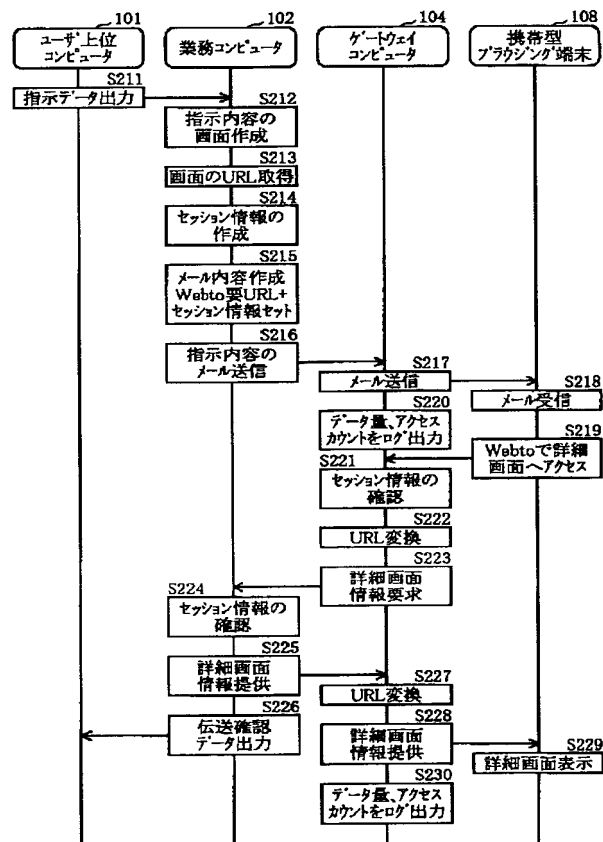 101
102
104
108
ユーザ上位
コンピュータ
業務コンピュータ
ゲートウェイ
コンピュータ
携帯型
ブラウジング端末
S211
指示データ出力
S212
指示内容の
画面作成
S213
画面のURL取得
S214
セッション情報の
作成
S215
メール内容作成
Webto要URL+
セッション情報セット
S216
指示内容の
メール送信
S217
メール送信
S218
メール受信
S220
データ量、アクセス
カウントをログ出力
S219
Webtoで詳細
画面へアクセス
S221
セッション情報の
確認
S222
URL変換
S223
詳細画面
情報要求
S224
セッション情報の
確認
S225
詳細画面
情報提供
S227
URL変換
S226
伝送確認
データ出力
S228
詳細画面
情報提供
S229
詳細画面表示
S230
データ量、アクセス
カウントをログ出力